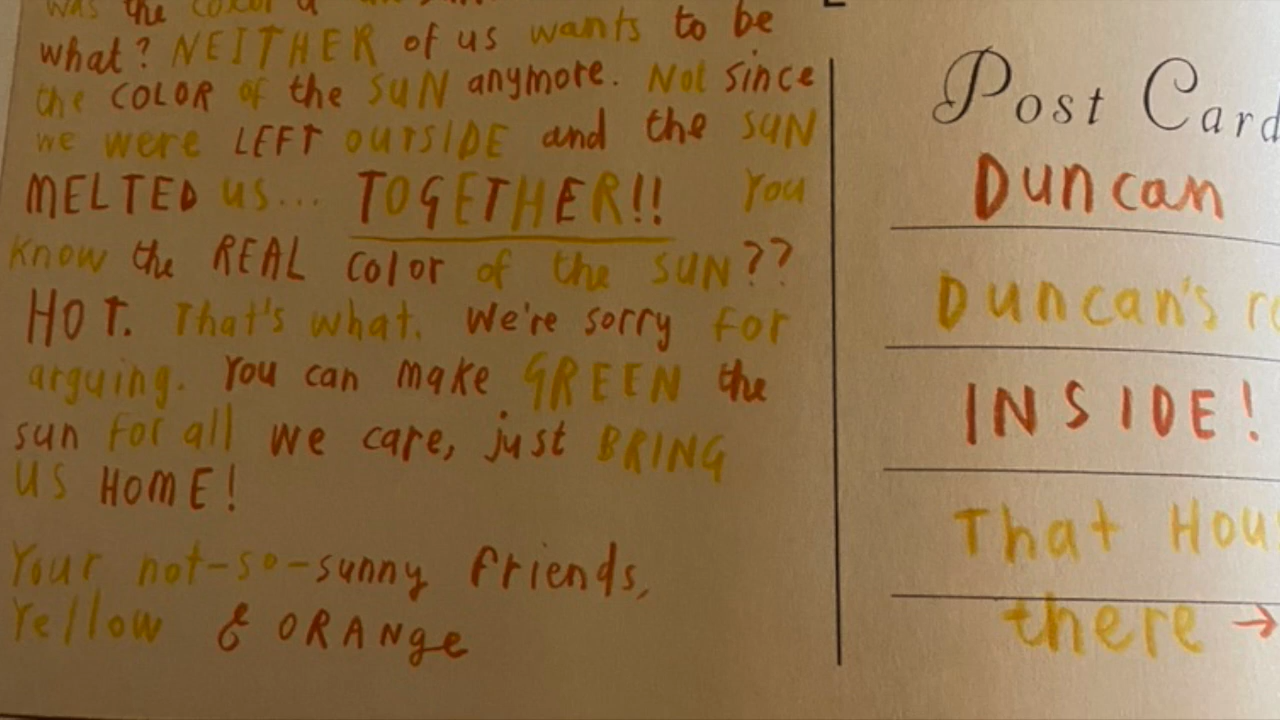 was the color
what? NEITHER of us wants to be
the COLOR of the SUN anymore. Not since
we were LEFT OUTSIDE and the SUN
MELTED us... TOGETHER!! You
know the REAL color of the SUN??
HOT. That's what. We're sorry for
arguing. You can make GREEN the
sun for all we care, just BRING
US HOME!
Your not-so-sunny friends,
Yellow & ORANge
Post Card
Duncan
Duncan's
INSIDE!
That
there →